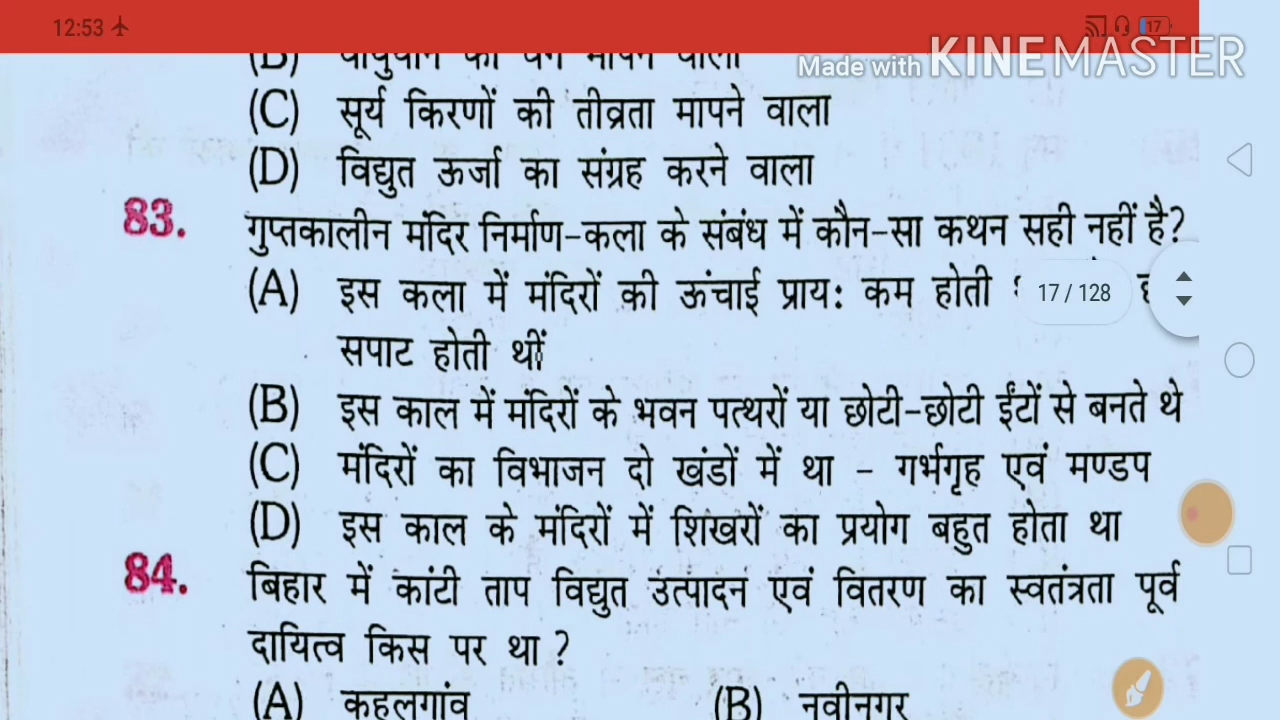 12:53
17
Made with KINEMASTER
(C) सूर्य किरणों की तीव्रता मापने वाला
(D) विद्युत ऊर्जा का संग्रह करने वाला
83. गुप्तकालीन मंदिर निर्माण-कला के संबंध में कौन-सा कथन सही नहीं है?
(A) इस कला में मंदिरों की ऊंचाई प्राय: कम होती
17 / 128
सपाट होती थीं
(B) इस काल में मंदिरों के भवन पत्थरों या छोटी-छोटी ईंटों से बनते थे
(C) मंदिरों का विभाजन दो खंडों में था - गर्भगृह एवं मण्डप
(D) इस काल के मंदिरों में शिखरों का प्रयोग बहुत होता था
84. बिहार में कांटी ताप विद्युत उत्पादन एवं वितरण का स्वतंत्रता पूर्व
दायित्व किस पर था ?
(A) कहलगांव (B) नवीनगर